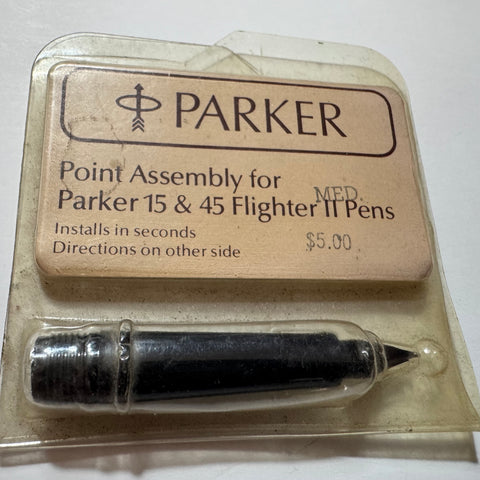 PARKER
Point Assembly for
MED.
Parker 15 & 45 Flighter II Pens
Installs in seconds
Directions on other side
$5.00